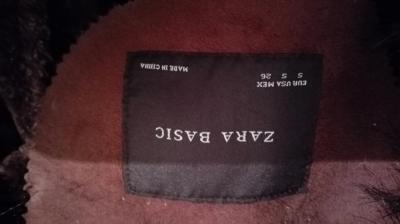 ZARA BASIC
EUR USA MEX
S S 26
MADE IN CHINA